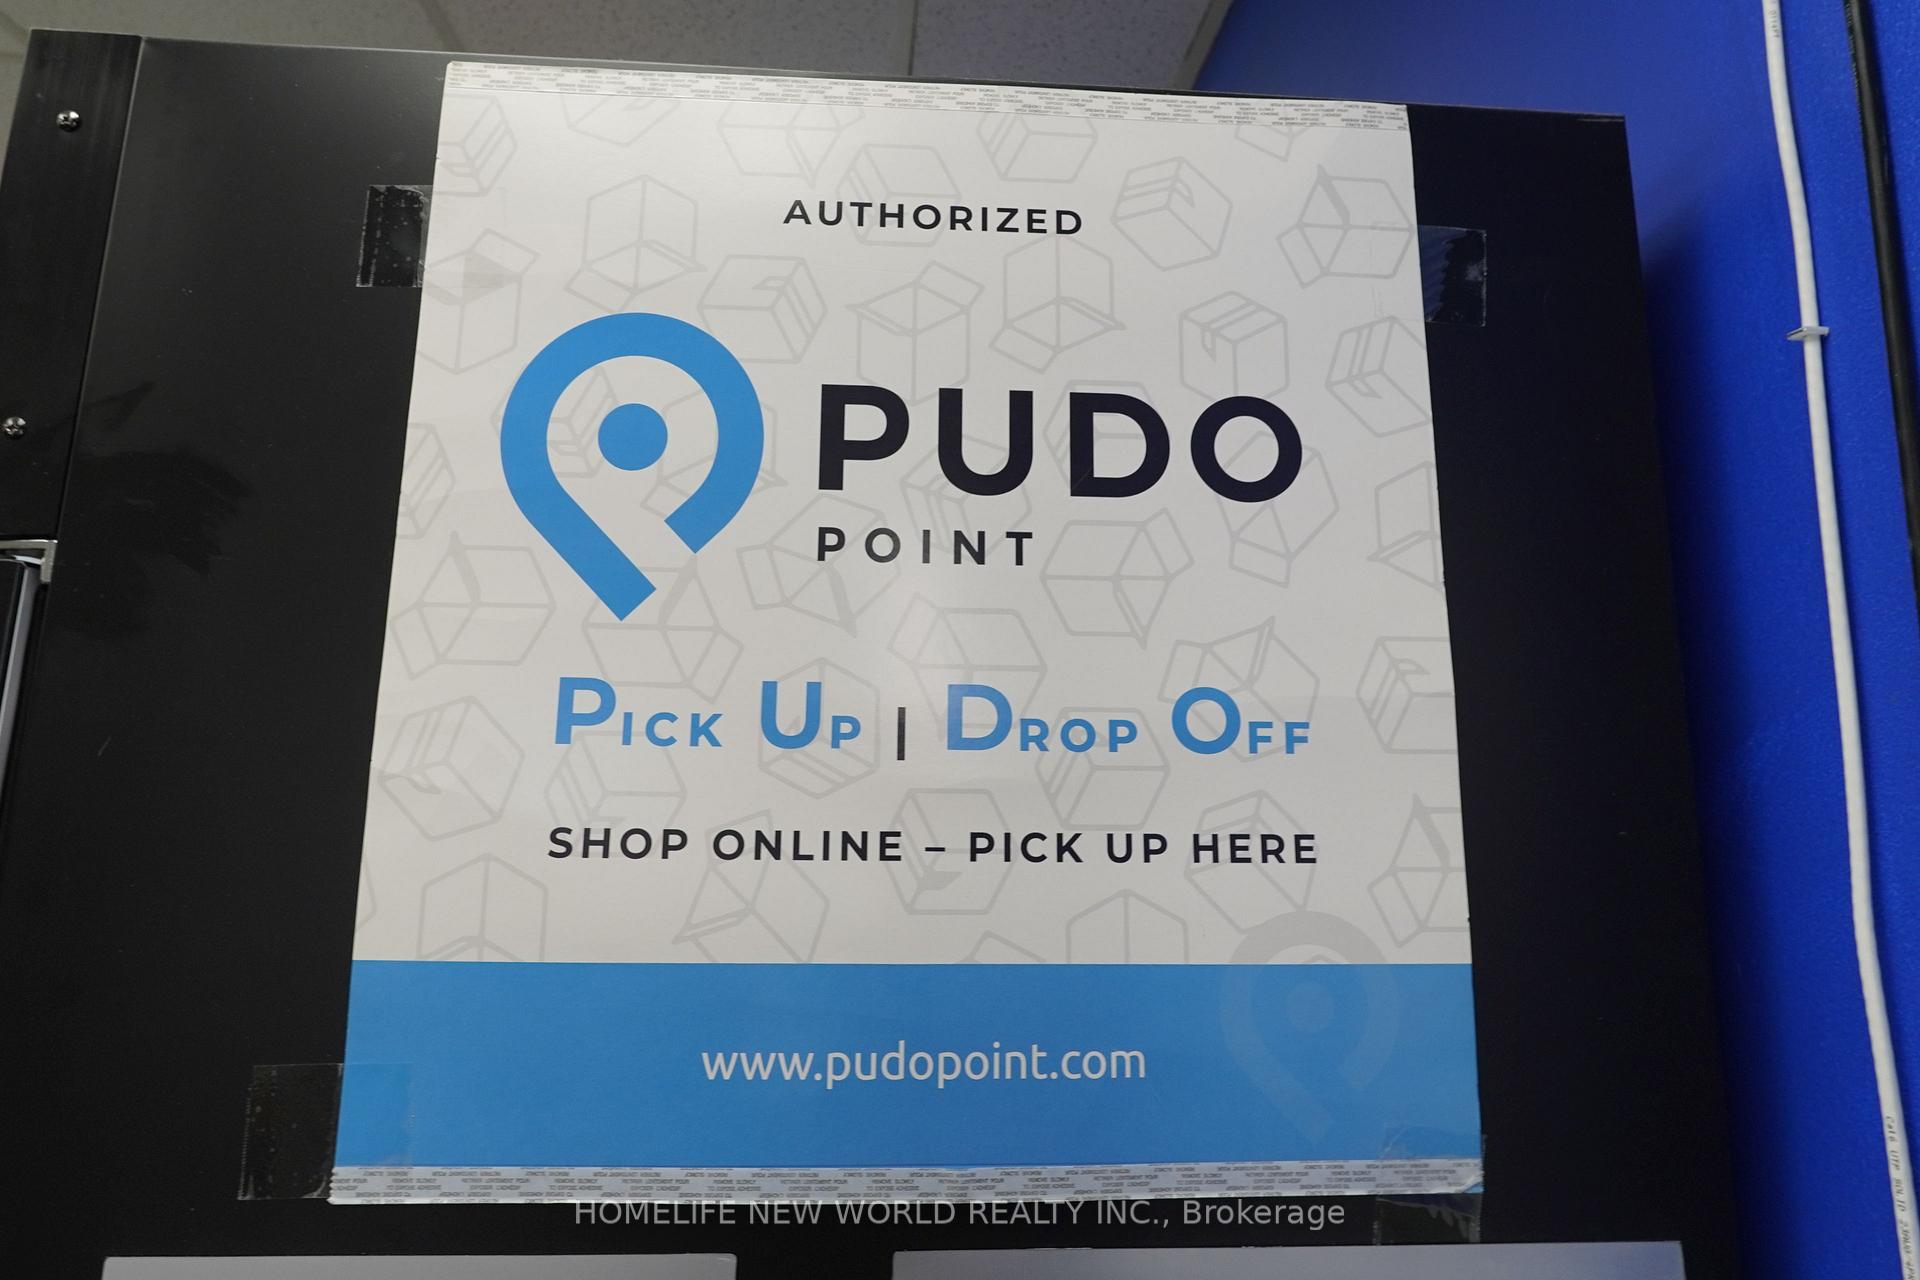 AUTHORIZED
PUDO
POINT
PICK UP | DROP OFF
SHOP ONLINE – PICK UP HERE
www.pudopoint.com
HOMELIFE NEW WORLD REALTY INC., Brokerage